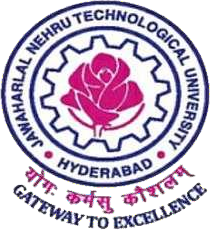 JAWAHARLAL NEHRU TECHNOLOGICAL UNIVERSITY
• HYDERABAD •
योगः कर्मसु कौशलम्
GATEWAY TO EXCELLENCE